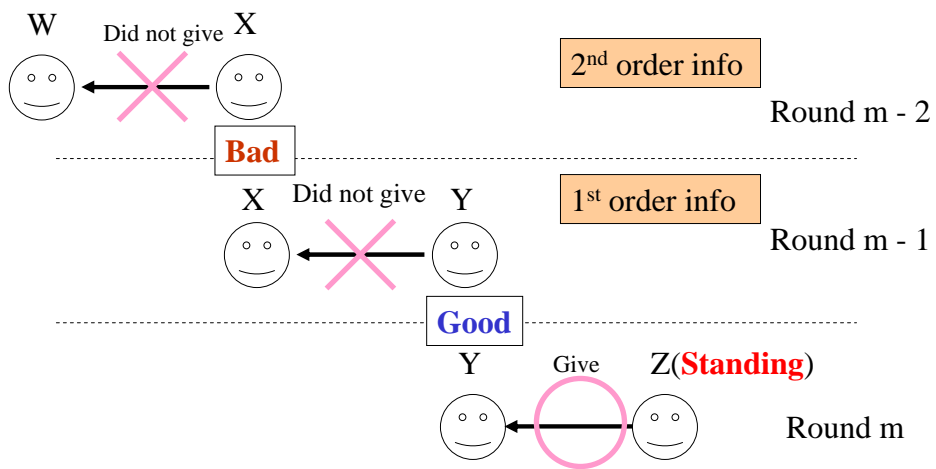 W
Did not give
X
2nd order info
Round m - 2
Bad
X
Did not give
Y
1st order info
Round m - 1
Good
Y
Give
Z(Standing)
Round m